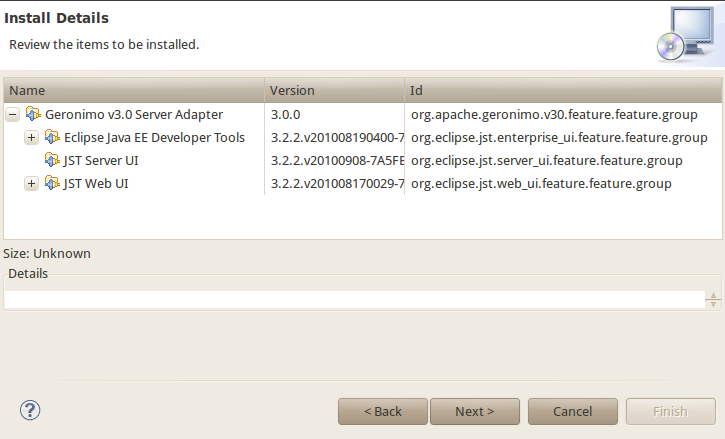 Install Details
Review the items to be installed.
Name Version Id
Geronimo v3.0 Server Adapter 3.0.0 org.apache.geronimo.v30.feature.feature.group
Eclipse Java EE Developer Tools 3.2.2.v201008190400-7 org.eclipse.jst.enterprise_ui.feature.feature.group
JST Server UI 3.2.2.v20100908-7A5FE org.eclipse.jst.server_ui.feature.feature.group
JST Web UI 3.2.2.v201008170029-7 org.eclipse.jst.web_ui.feature.feature.group
Size: Unknown
Details
? < Back Next > Cancel Finish